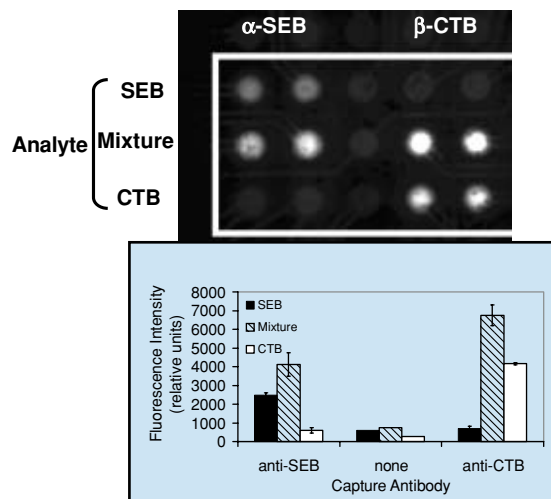 α-SEB β-CTB
SEB
Analyte Mixture
CTB
8000
7000
6000
5000
4000
3000
2000
1000
0
Fluorescence Intensity
(relative units)
SEB
Mixture
CTB
anti-SEB none anti-CTB
Capture Antibody